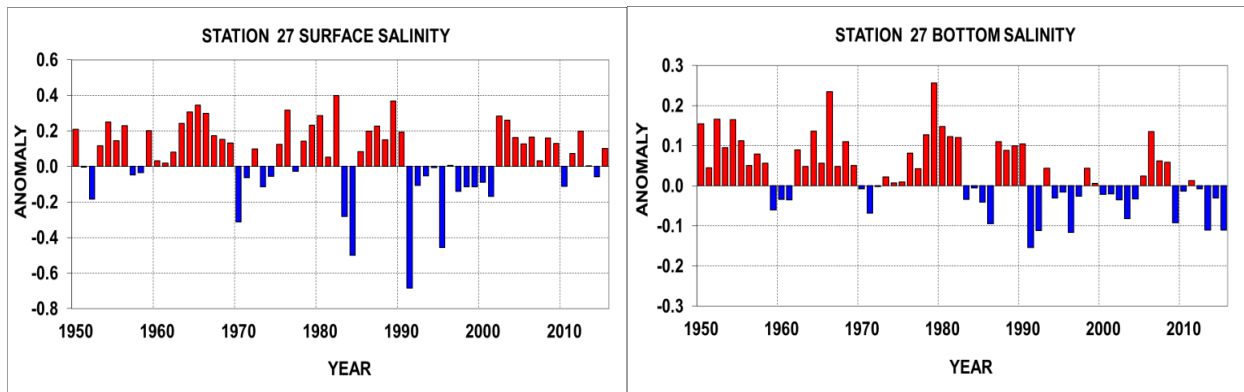 STATION 27 SURFACE SALINITY
0.6
0.4
0.2
0.0
-0.2
-0.4
-0.6
-0.8
ANOMALY
1950 1960 1970 1980 1990 2000 2010
YEAR
STATION 27 BOTTOM SALINITY
0.3
0.2
0.1
0.0
-0.1
-0.2
-0.3
ANOMALY
1950 1960 1970 1980 1990 2000 2010
YEAR